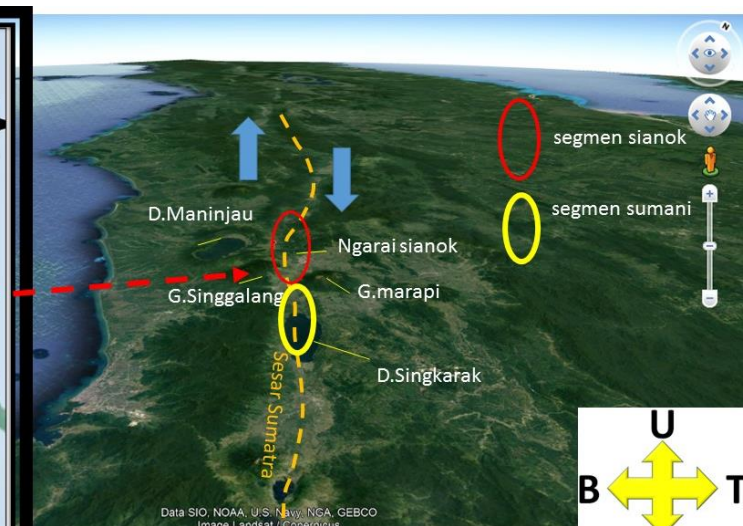 N
segmen sianok
segmen sumani
D.Maninjau
Ngarai sianok
G.Singgalang
G.marapi
D.Singkarak
Sesar Sumatra
U
B
T
Data SIO, NOAA, U.S. Navy, NGA, GEBCO
Image Landsat / Copernicus